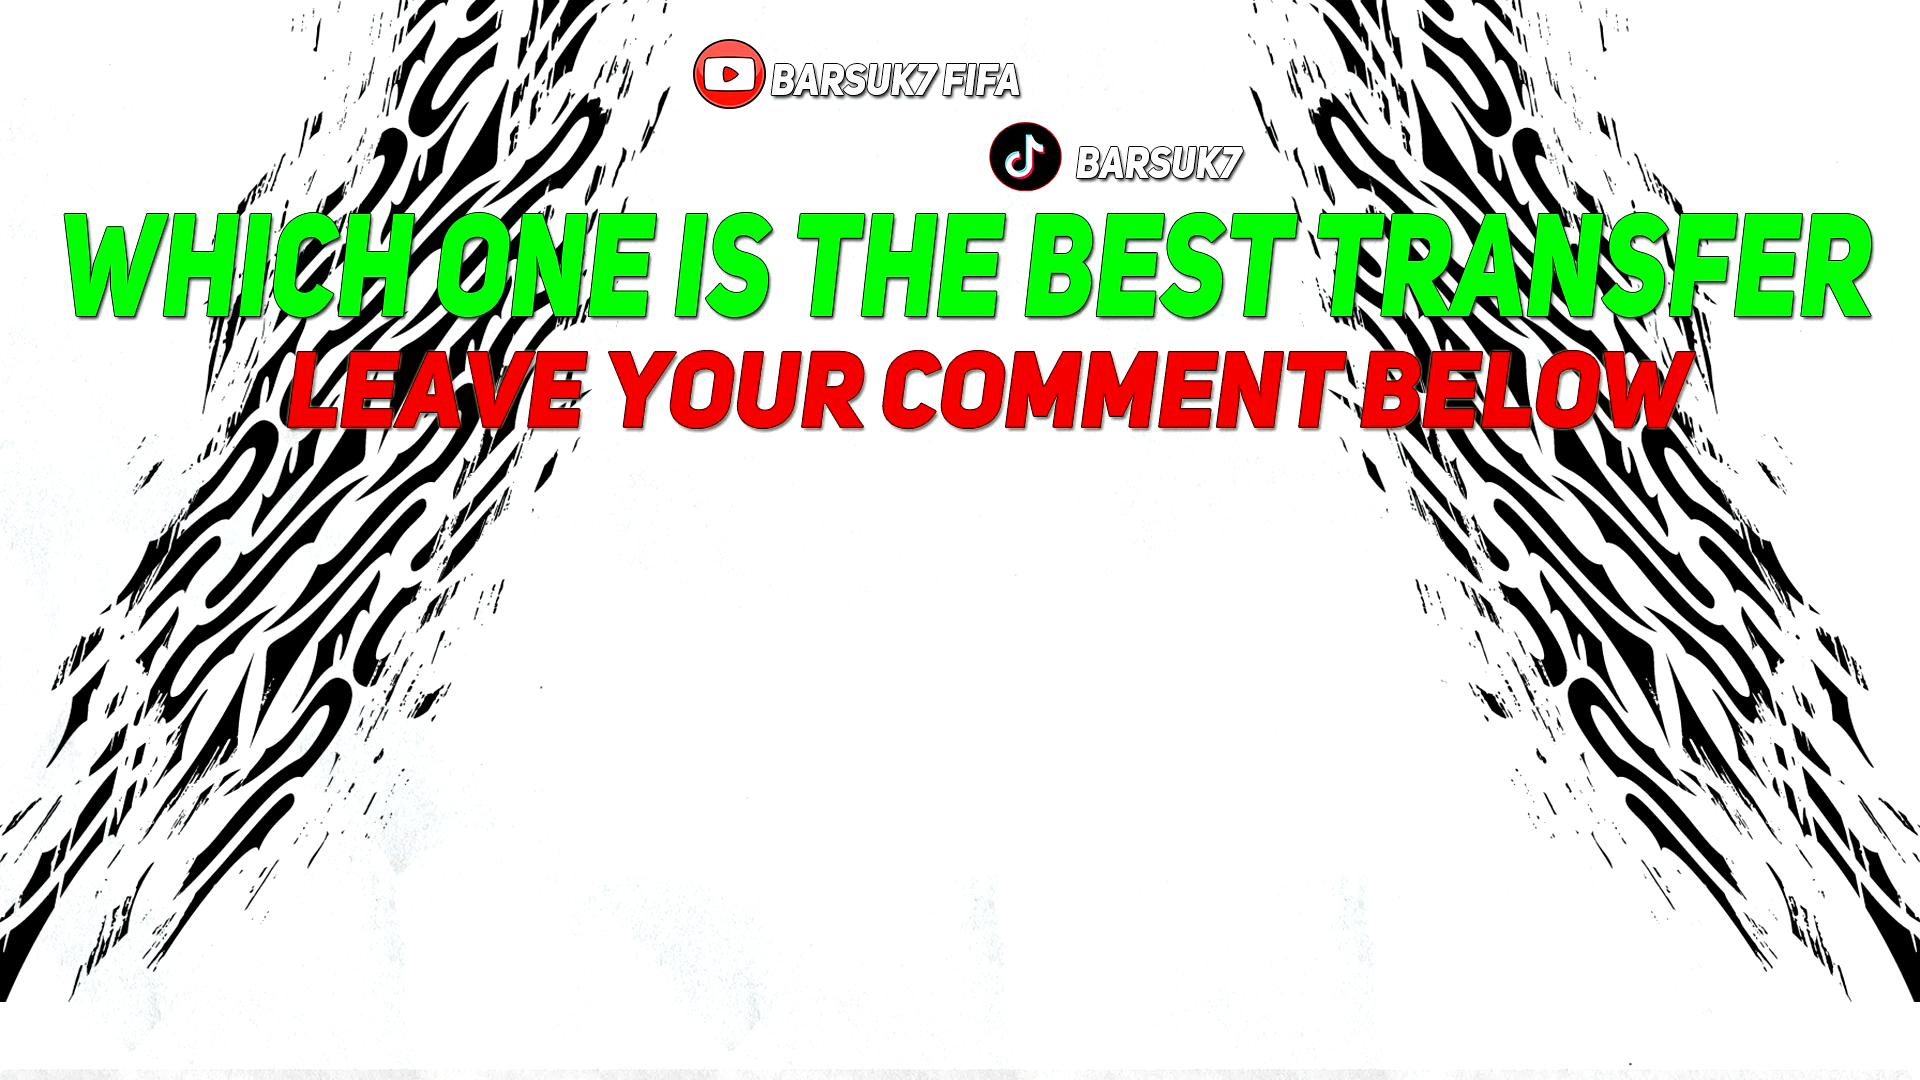 BARSUK7 FIFA
BARSUK7
WHICH ONE IS THE BEST TRANSFER
LEAVE YOUR COMMENT BELOW